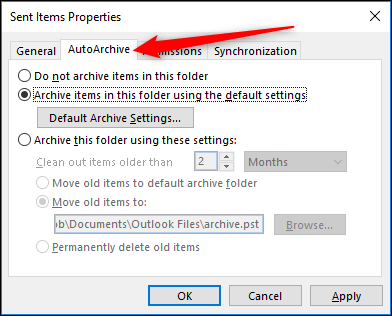 Sent Items Properties
General AutoArchive missions Synchronization
Do not archive items in this folder
Archive items in this folder using the default settings
Default Archive Settings...
Archive this folder using these settings:
Clean out items older than 2 Months
Move old items to default archive folder
Move old items to:
ob\Documents\Outlook Files\archive.pst Browse...
Permanently delete old items
OK Cancel Apply